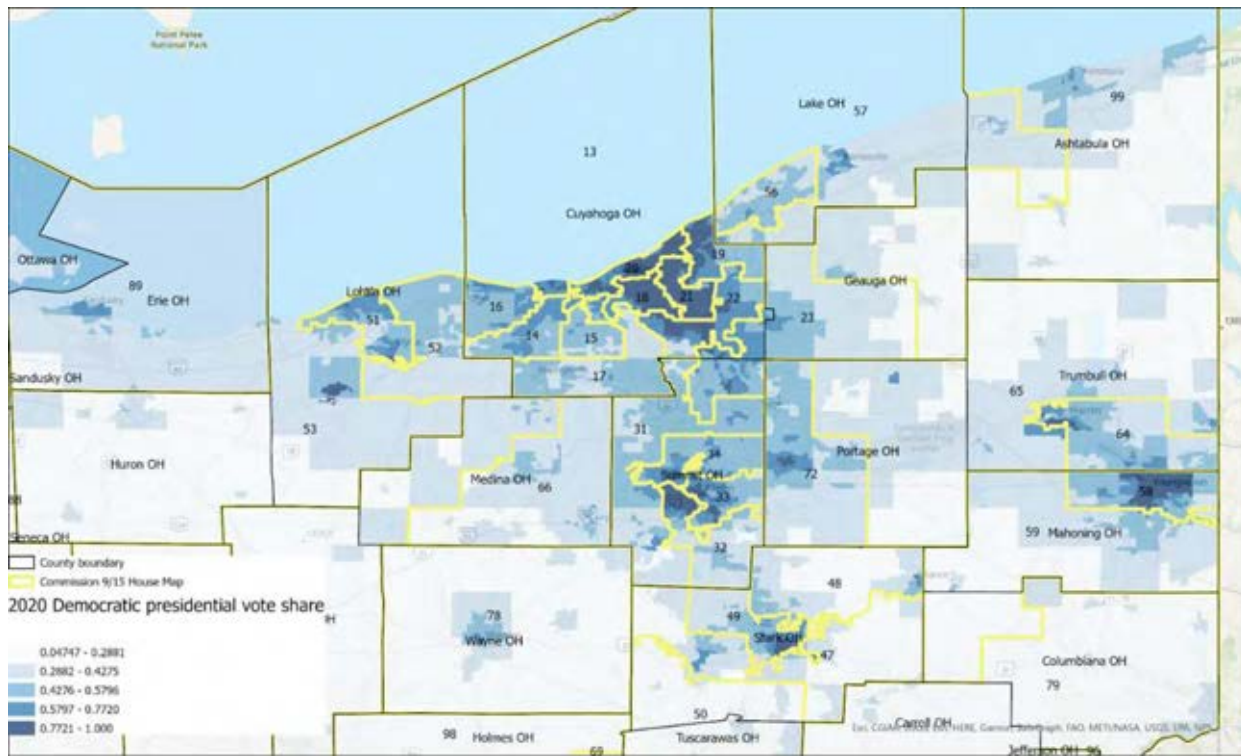 Point Pelee
National Park
Lake OH
57
99
Ashtabula OH
13
56
Cuyahoga OH
Ottawa OH
19
89
Erie OH
20
Geauga OH
Lorain OH
16
18
21
22
51
23
14
15
52
Sandusky OH
17
Trumbull OH
65
53
31
64
Huron OH
34
Portage OH
Medina OH
Summit OH
72
66
58
33
88
Seneca OH
59
Mahoning OH
32
County boundary
Commission 9/15 House Map
48
2020 Democratic presidential vote share
78
49
Wayne OH
Stark OH
0.04747 - 0.2881
47
0.2882 - 0.4275
Columbiana OH
0.4276 - 0.5796
79
0.5797 - 0.7720
50
0.7721 - 1.000
Carroll OH
98
Holmes OH
Tuscarawas OH
69
Jefferson OH
96